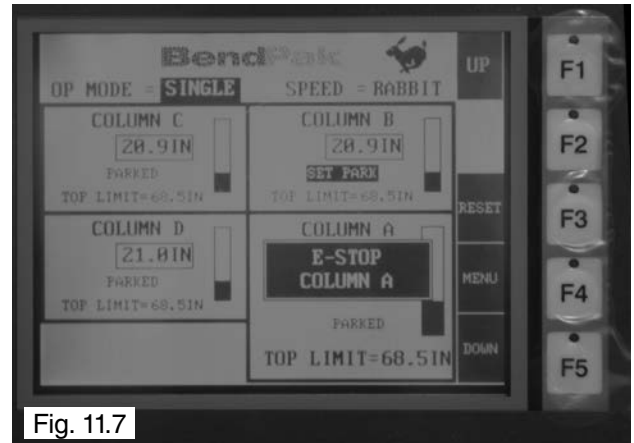 BendPak
UP
OP MODE = SINGLE SPEED = RABBIT
COLUMN C
20.9IN
PARKED
TOP LIMIT=68.5IN
COLUMN B
20.9IN
SET PARK
TOP LIMIT=68.5IN
RESET
COLUMN D
21.0IN
PARKED
TOP LIMIT=68.5IN
COLUMN A
E-STOP
COLUMN A
PARKED
TOP LIMIT=68.5IN
MENU
DOWN
F1
F2
F3
F4
F5
Fig. 11.7